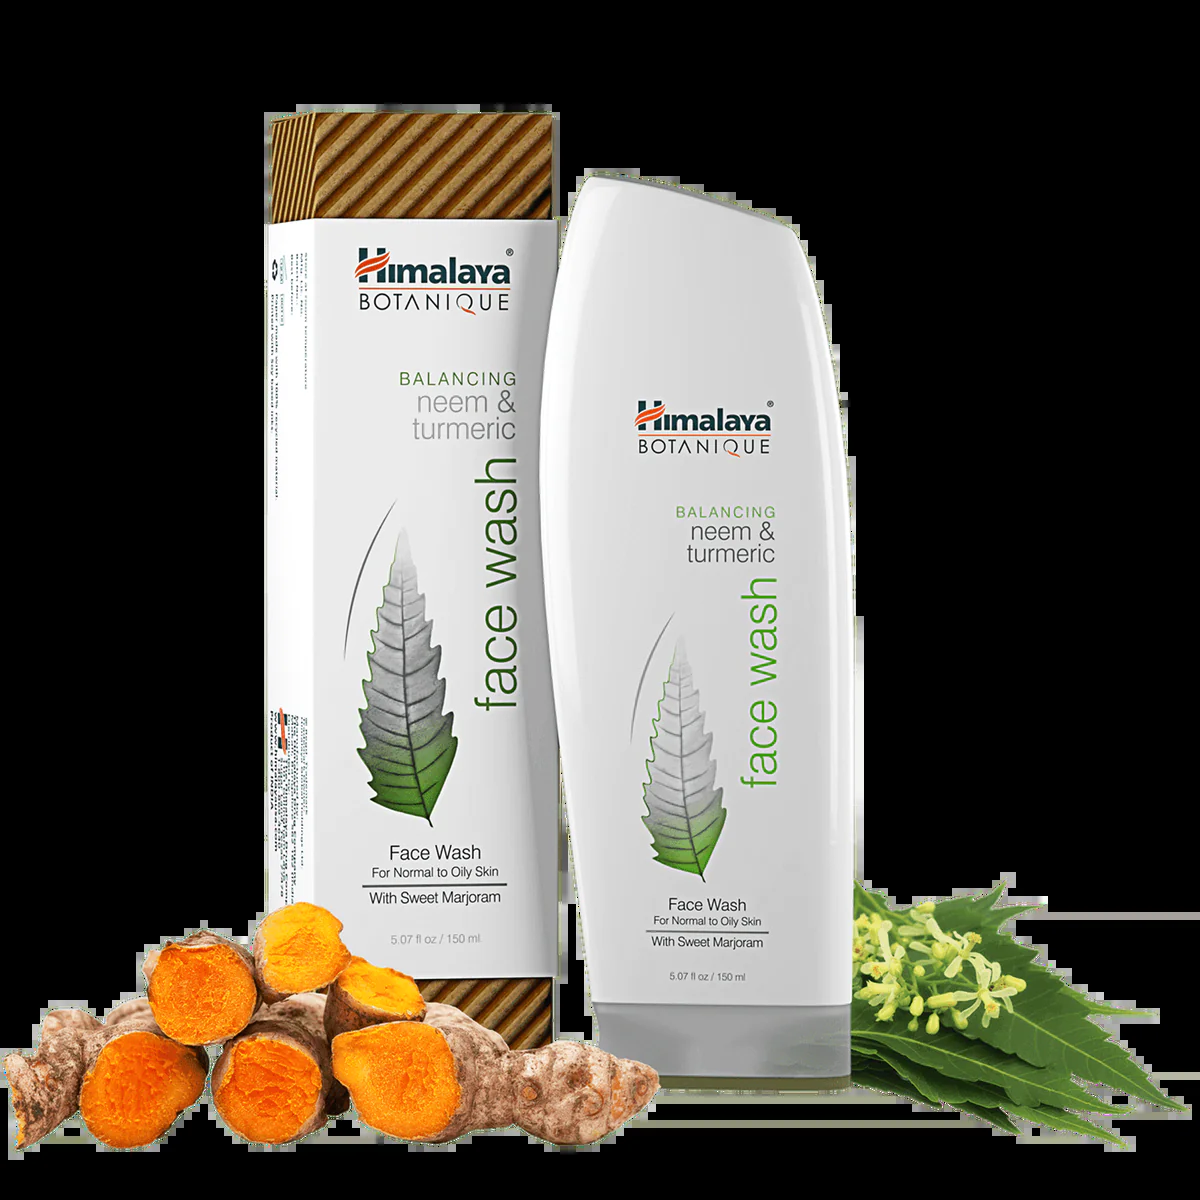 Himalaya®
BOTANIQUE
BALANCING
neem &
turmeric
face wash
Face Wash
For Normal to Oily Skin
With Sweet Marjoram
5.07 fl oz / 150 ml
Himalaya®
BOTANIQUE
BALANCING
neem &
turmeric
face wash
Face Wash
For Normal to Oily Skin
With Sweet Marjoram
5.07 fl oz / 150 ml